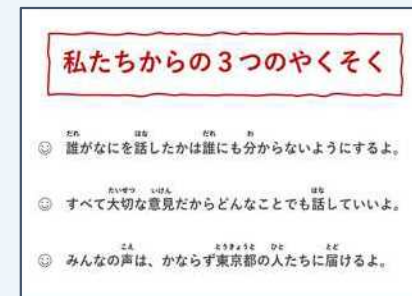 私たちからの３つのやくそく
誰がなにを話したかは誰にも分からないようにするよ。
すべて大切な意見だからどんなことでも話していいよ。
みんなの声は、かならず東京都の人たちに届けるよ。